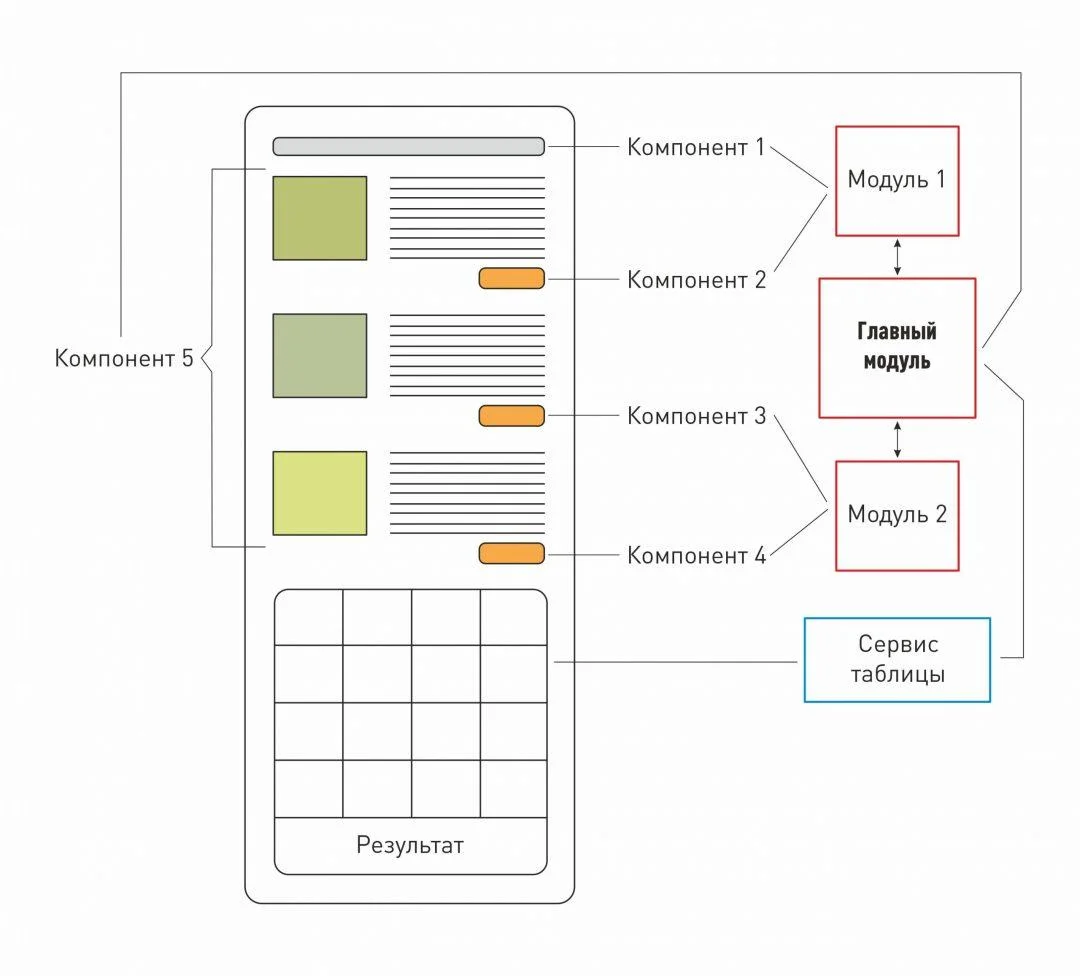 Компонент 1
Модуль 1
Компонент 2
Главный
модуль
Компонент 5
Компонент 3
Модуль 2
Компонент 4
Сервис
таблицы
Результат